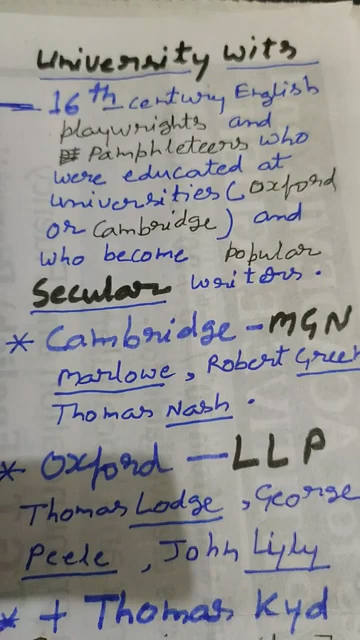 University wits
16th century English
playwrights and
Pamphleteers who
were educated at
universities (Oxford
or Cambridge) and
who become popular
Secular writers.
* Cambridge - MGN
Marlowe, Robert Green
Thomas Nash.
* Oxford - LLP
Thomas Lodge, George
Peele, John Lyly
* + Thomas Kyd